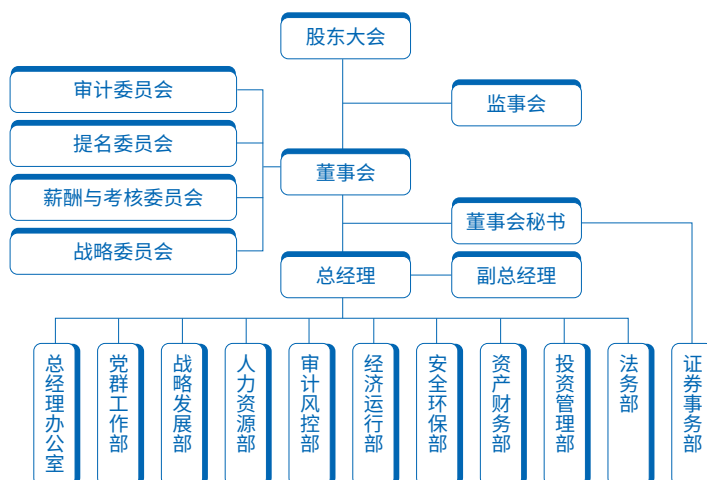 股东大会
审计委员会
监事会
提名委员会
董事会
薪酬与考核委员会
董事会秘书
战略委员会
总经理
副总经理
总经理办公室
党群工作部
战略发展部
人力资源部
审计风控部
经济运行部
安全环保部
资产财务部
投资管理部
法务部
证券事务部